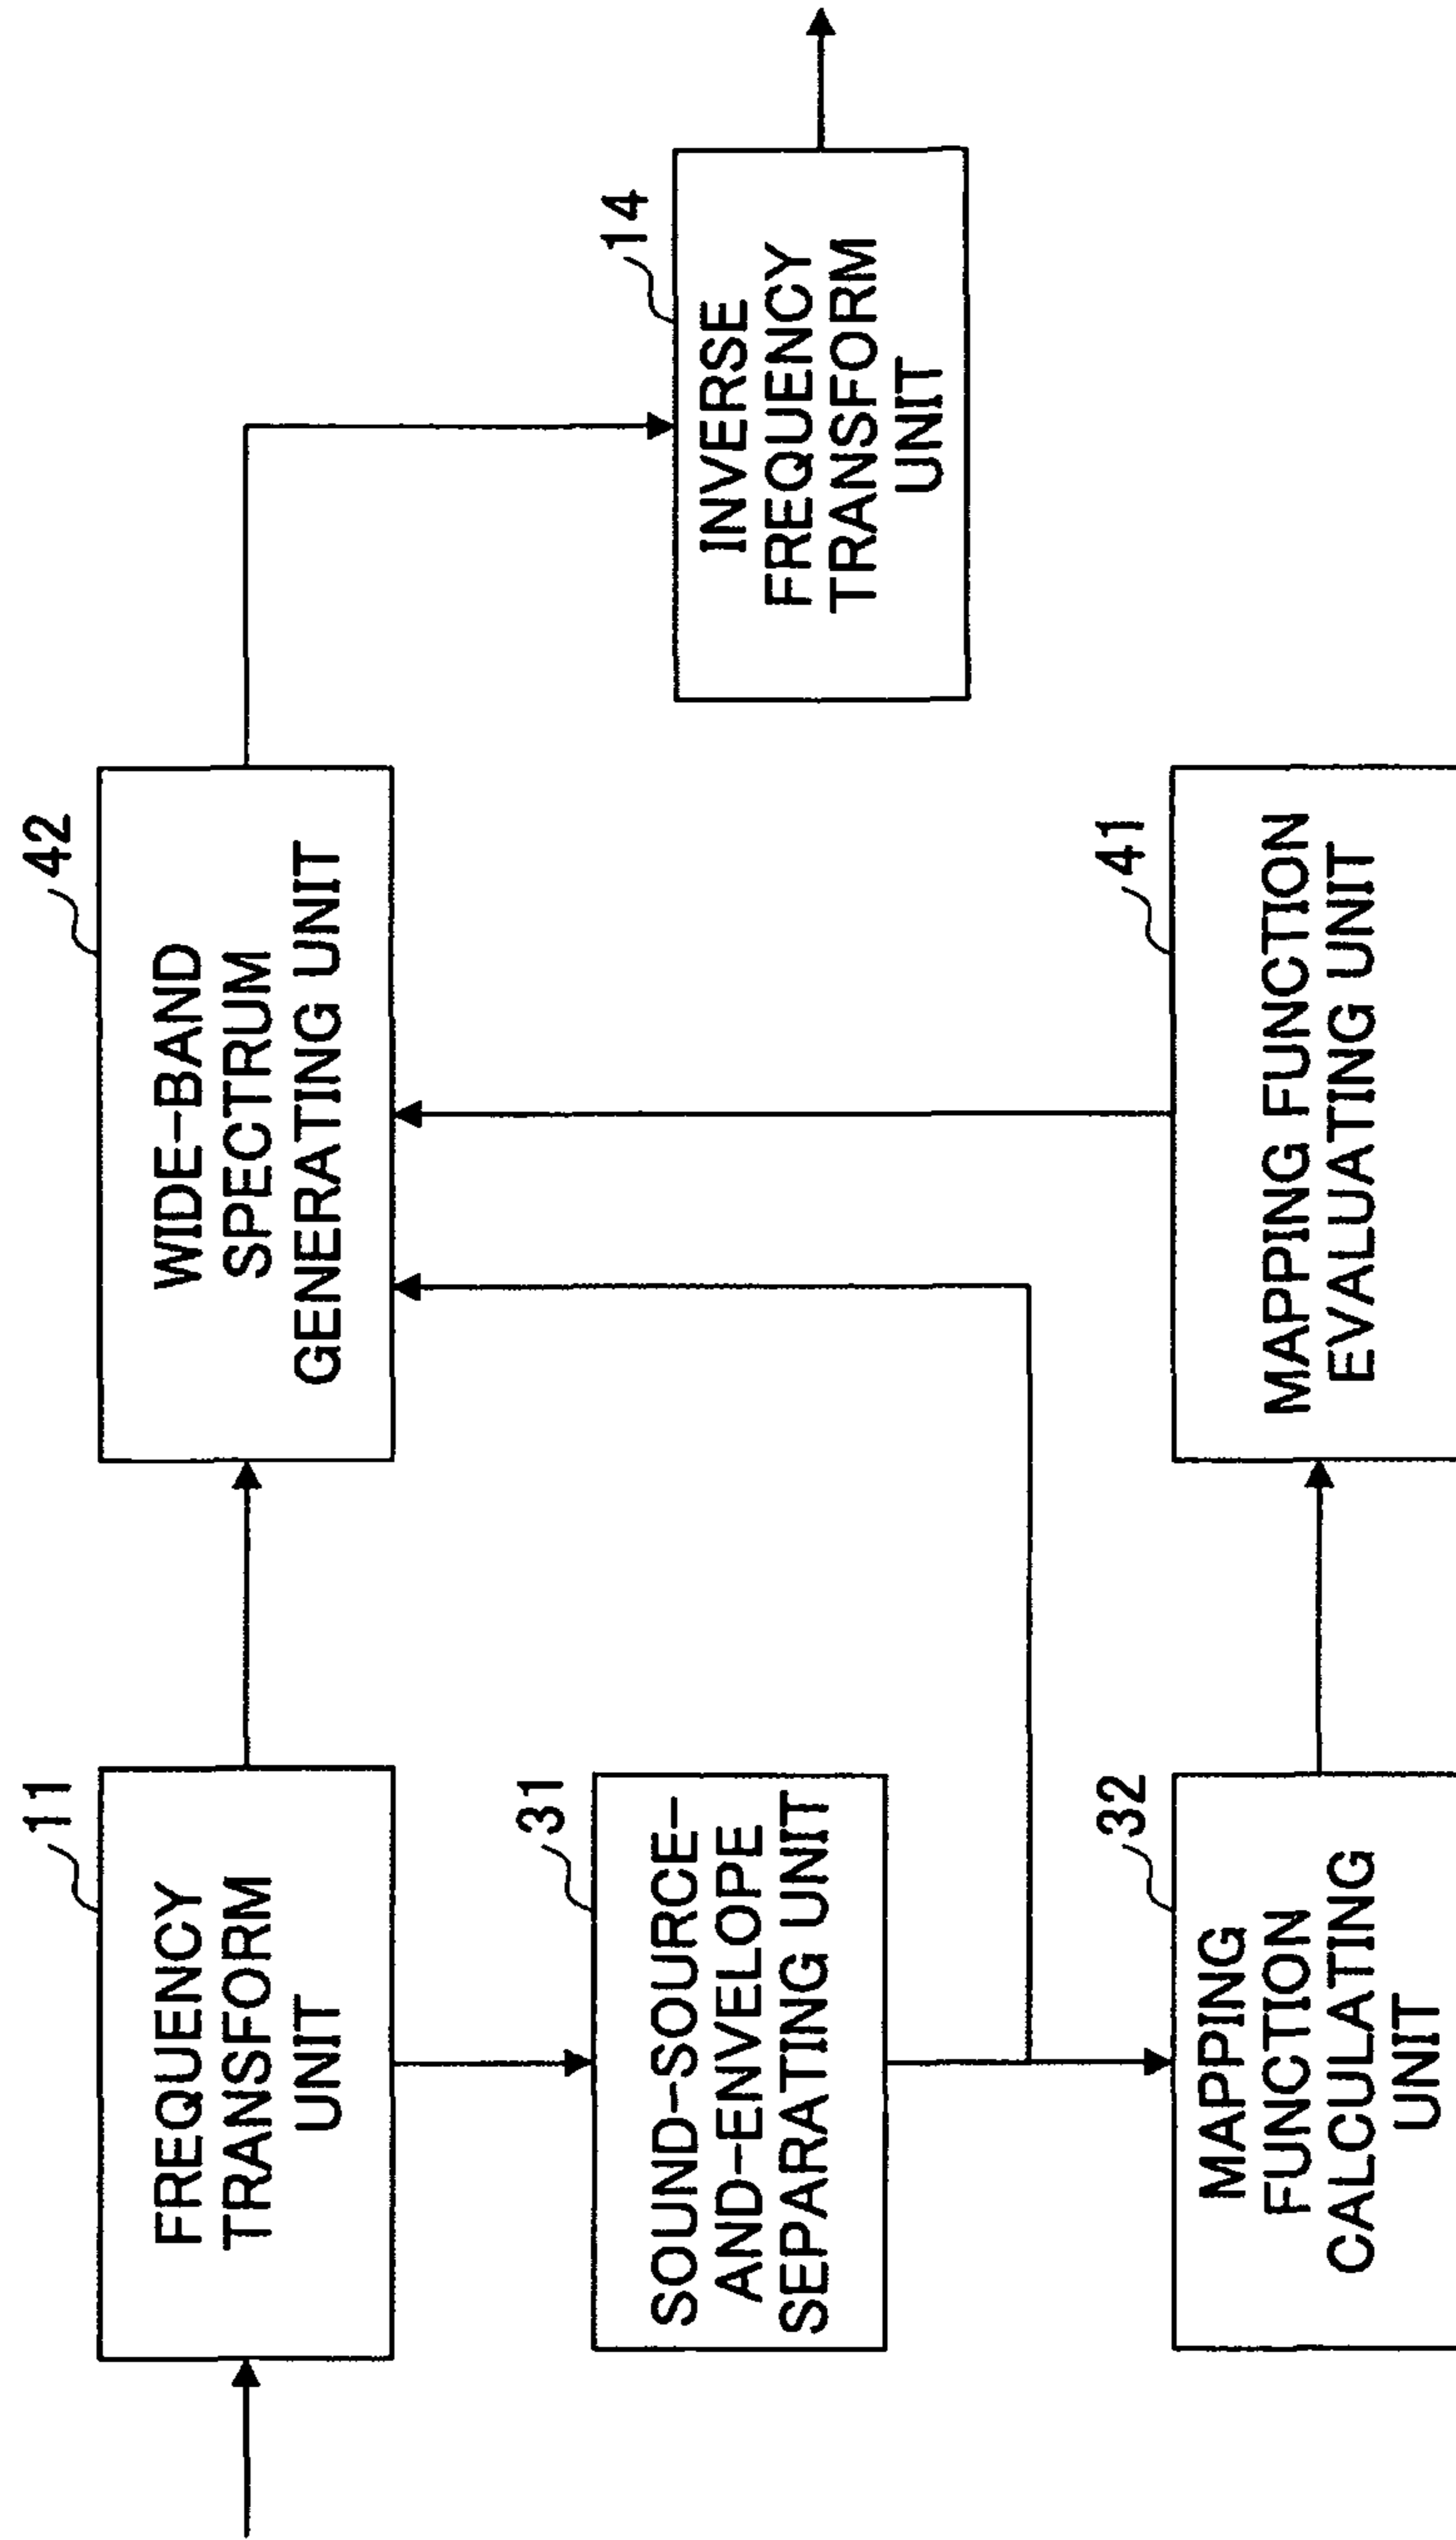 11
FREQUENCY
TRANSFORM
UNIT
42
WIDE-BAND
SPECTRUM
GENERATING UNIT
31
SOUND-SOURCE-
AND-ENVELOPE
SEPARATING UNIT
14
INVERSE
FREQUENCY
TRANSFORM
UNIT
32
MAPPING
FUNCTION
CALCULATING
UNIT
41
MAPPING FUNCTION
EVALUATING UNIT